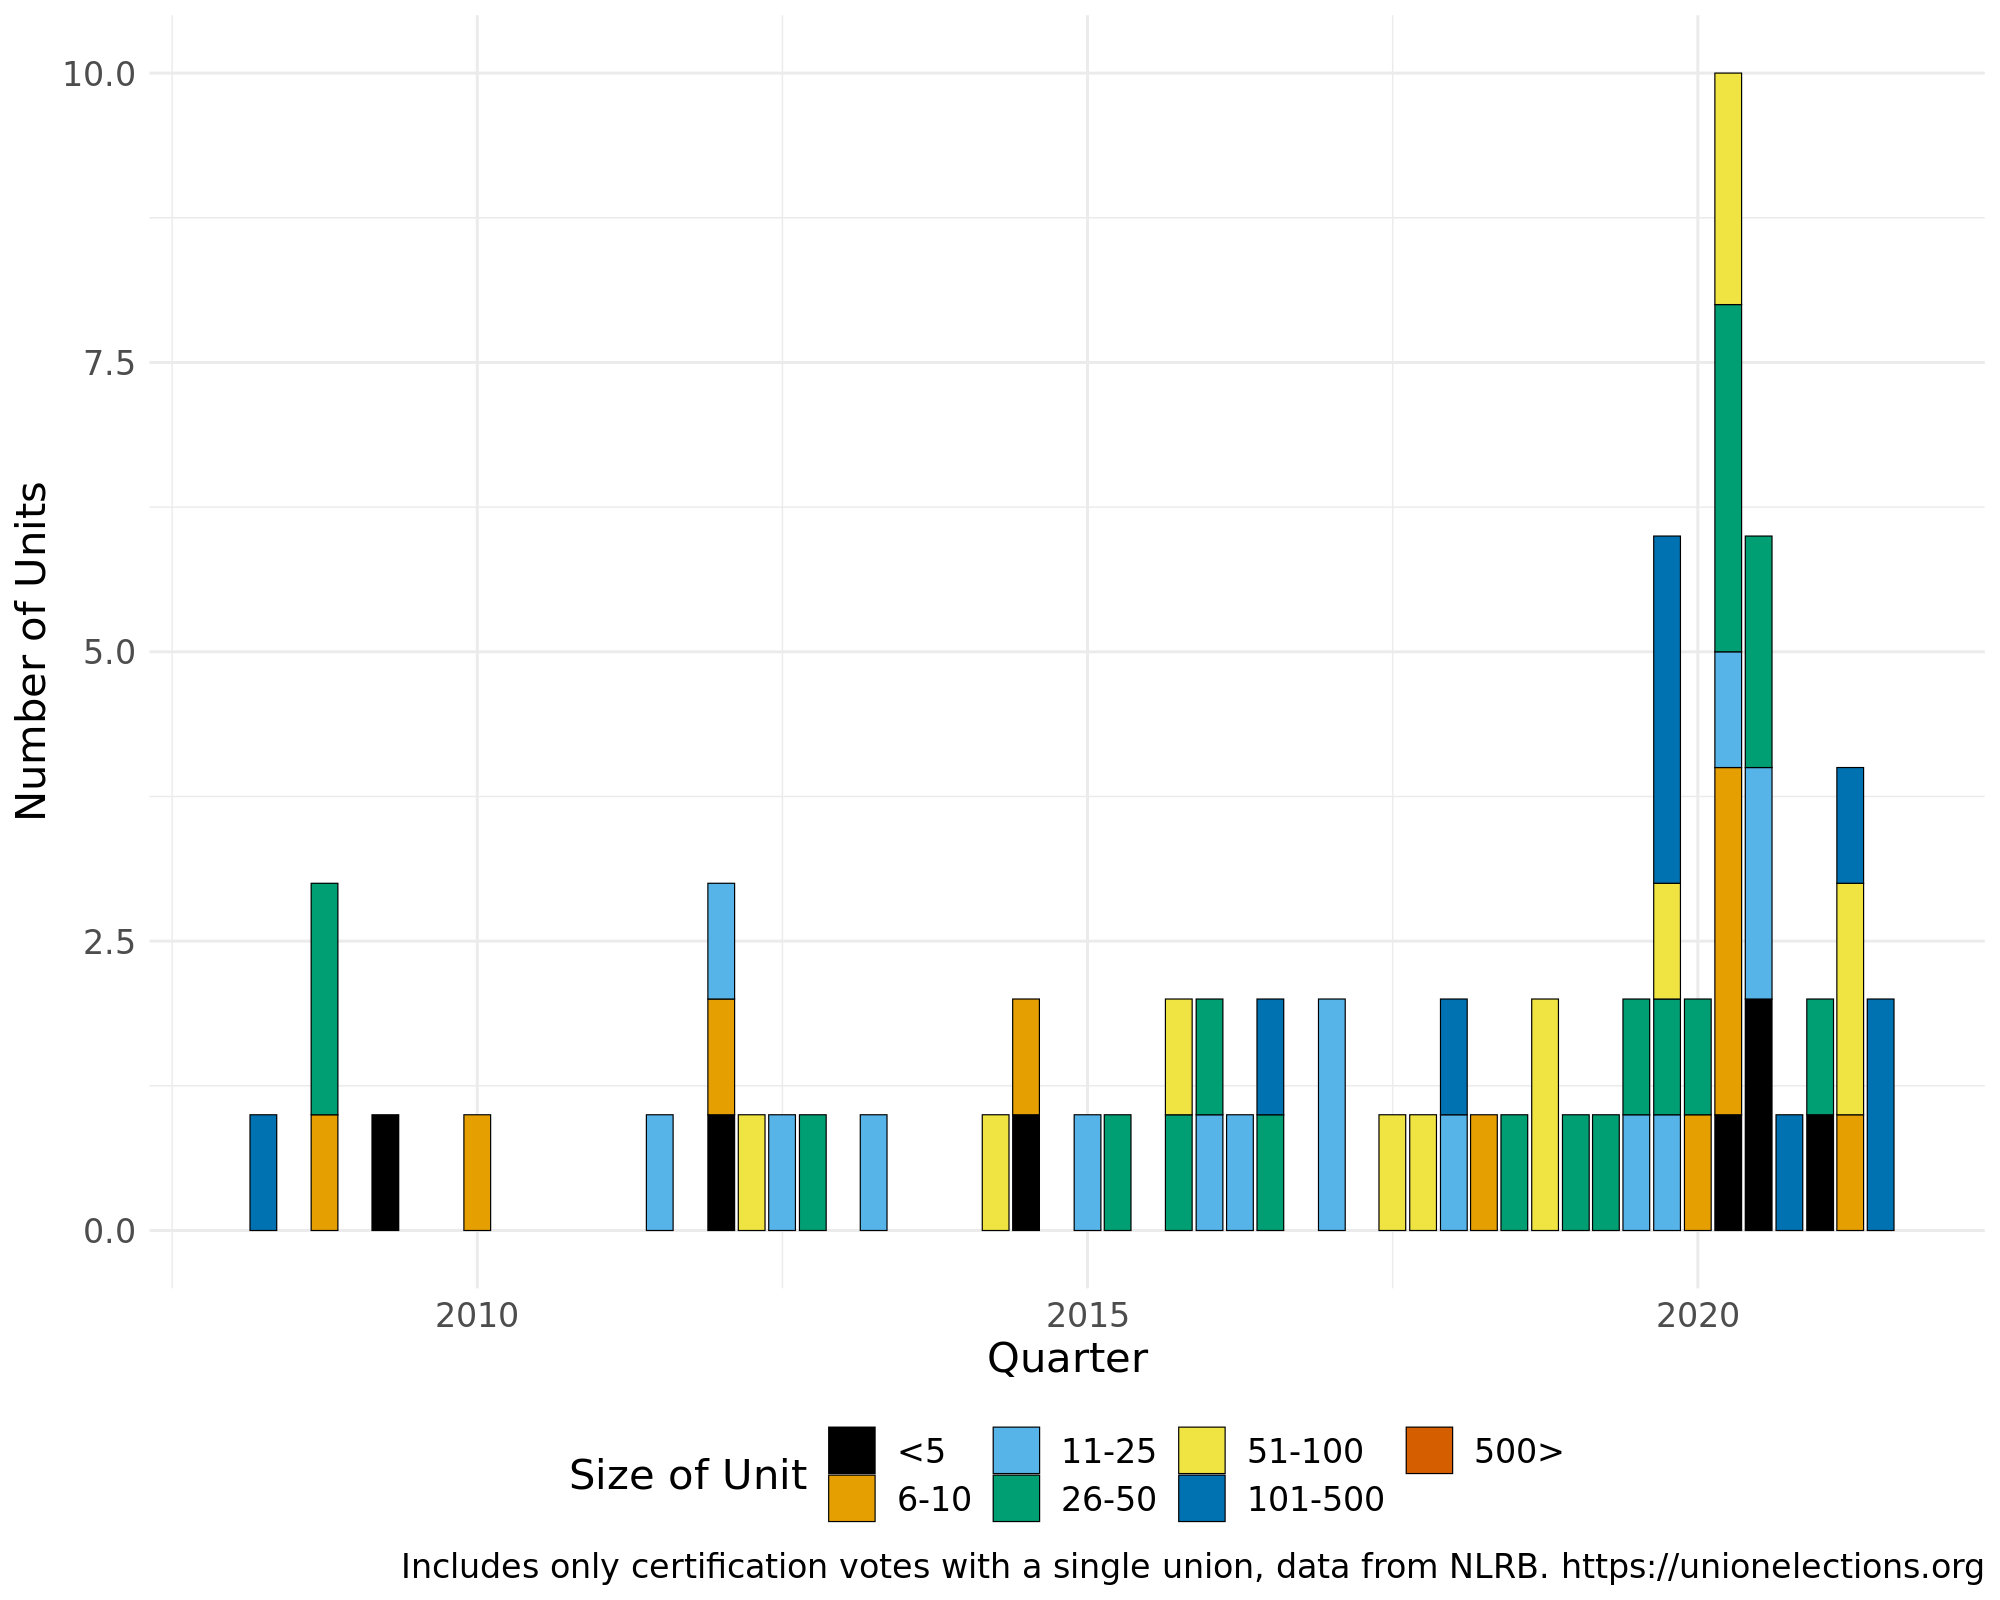 10.0
7.5
5.0
2.5
0.0
Number of Units
2010 2015 2020
Quarter
Size of Unit
<5 11-25 51-100 500>
6-10 26-50 101-500
Includes only certification votes with a single union, data from NLRB. https://unionelections.org